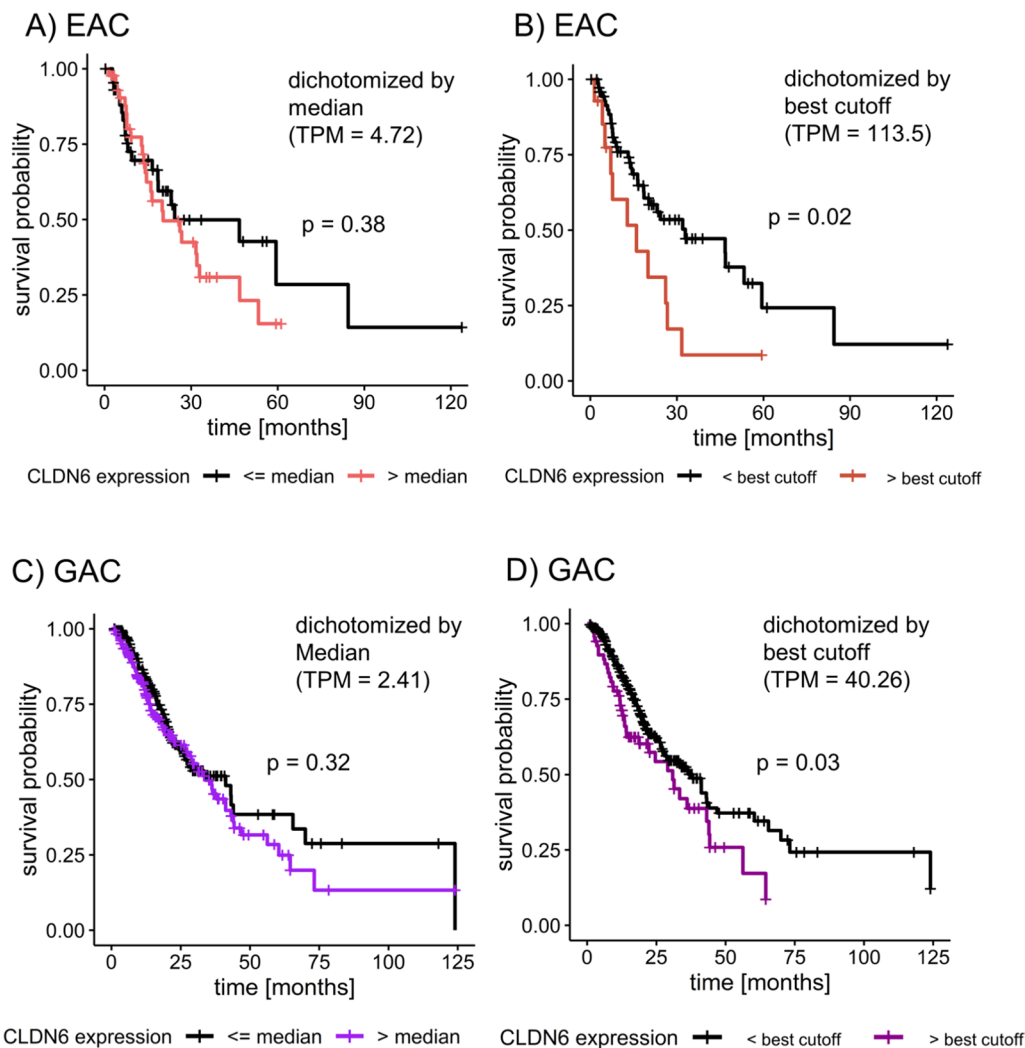 A) EAC
dichotomized by
median
(TPM = 4.72)
p = 0.38
survival probability
1.00
0.75
0.50
0.25
0.00
0 30 60 90 120
time [months]
CLDN6 expression <= median > median
B) EAC
dichotomized by
best cutoff
(TPM = 113.5)
p = 0.02
survival probability
1.00
0.75
0.50
0.25
0.00
0 30 60 90 120
time [months]
CLDN6 expression < best cutoff > best cutoff
C) GAC
dichotomized by
Median
(TPM = 2.41)
p = 0.32
survival probability
1.00
0.75
0.50
0.25
0.00
0 25 50 75 100 125
time [months]
CLDN6 expression <= median > median
D) GAC
dichotomized by
best cutoff
(TPM = 40.26)
p = 0.03
survival probability
1.00
0.75
0.50
0.25
0.00
0 25 50 75 100 125
time [months]
CLDN6 expression < best cutoff > best cutoff